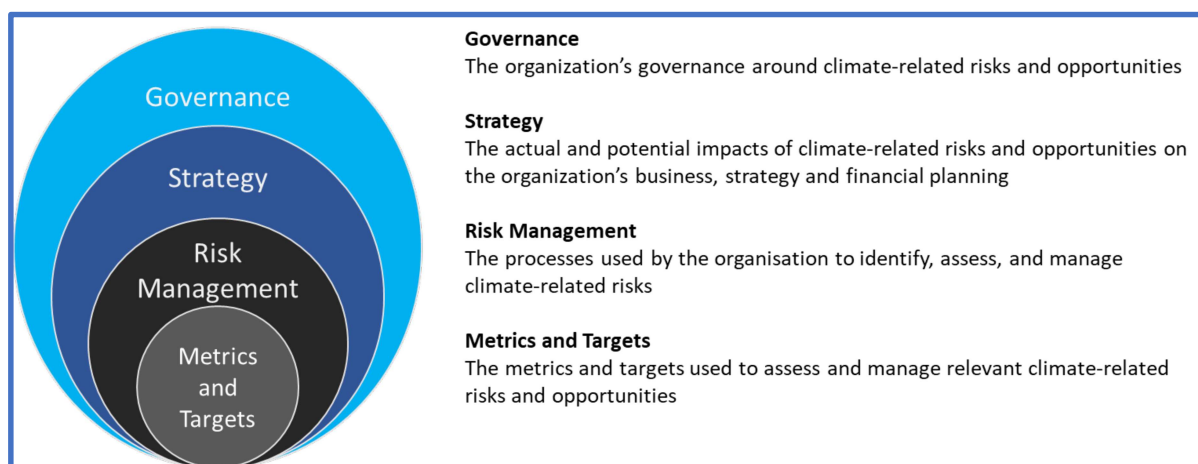 Governance
Strategy
Risk
Management
Metrics
and
Targets
Governance
The organization’s governance around climate-related risks and opportunities
Strategy
The actual and potential impacts of climate-related risks and opportunities on
the organization’s business, strategy and financial planning
Risk Management
The processes used by the organisation to identify, assess, and manage
climate-related risks
Metrics and Targets
The metrics and targets used to assess and manage relevant climate-related
risks and opportunities